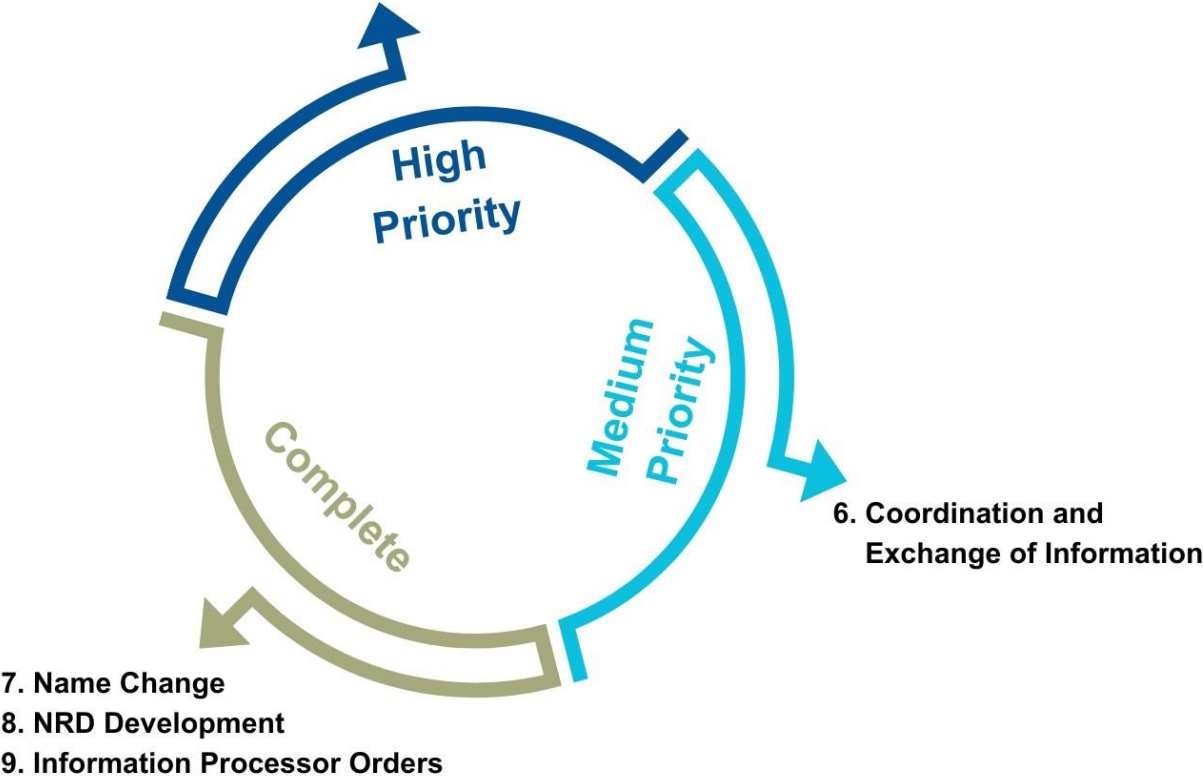 High
Priority
Medium
Priority
Complete
6. Coordination and
Exchange of Information
7. Name Change
8. NRD Development
9. Information Processor Orders